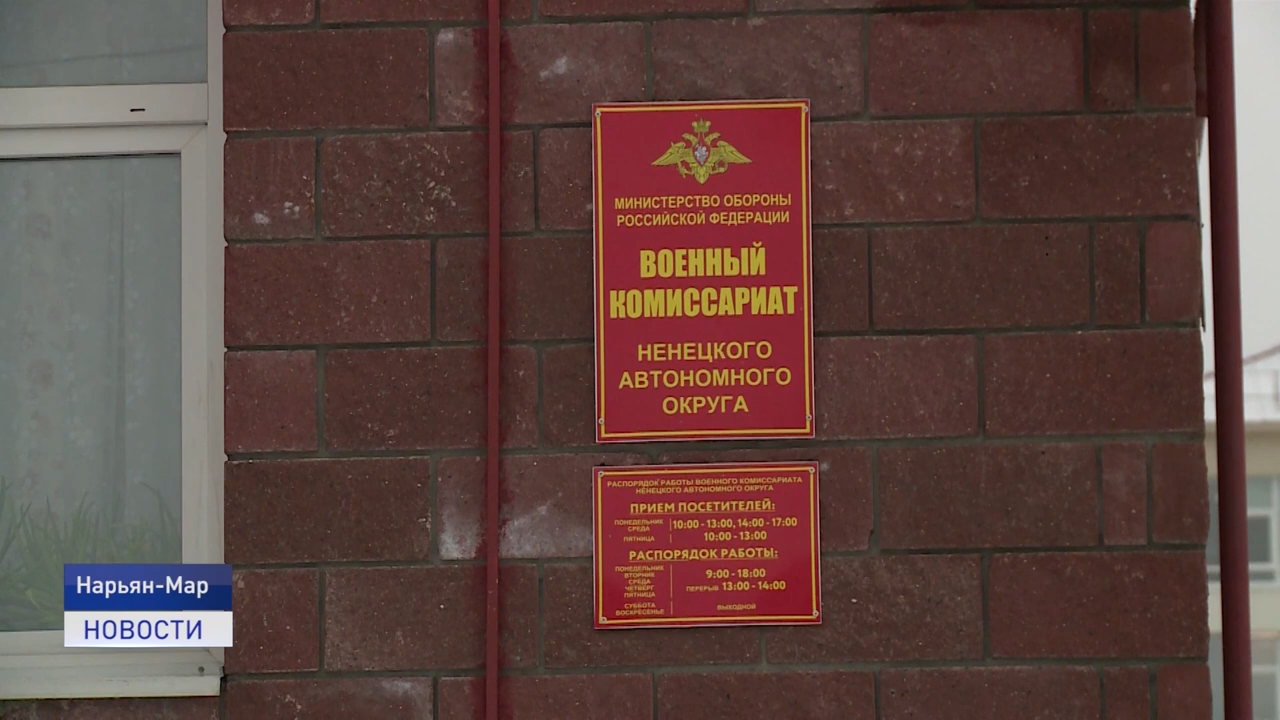 МИНИСТЕРСТВО ОБОРОНЫ
РОССИЙСКОЙ ФЕДЕРАЦИИ
ВОЕННЫЙ
КОМИССАРИАТ
НЕНЕЦКОГО
АВТОНОМНОГО
ОКРУГА
РАСПОРЯДОК РАБОТЫ ВОЕННОГО КОМИССАРИАТА
НЕНЕЦКОГО АВТОНОМНОГО ОКРУГА
ПРИЕМ ПОСЕТИТЕЛЕЙ:
ПОНЕДЕЛЬНИК
СРЕДА
10:00 - 13:00, 14:00 - 17:00
ПЯТНИЦА 10:00 - 13:00
РАСПОРЯДОК РАБОТЫ:
ПОНЕДЕЛЬНИК
ВТОРНИК
СРЕДА
ЧЕТВЕРГ
ПЯТНИЦА
9:00 - 18:00
ПЕРЕРЫВ 13:00 - 14:00
СУББОТА
ВОСКРЕСЕНЬЕ
ВЫХОДНОЙ
Нарьян-Мар
НОВОСТИ